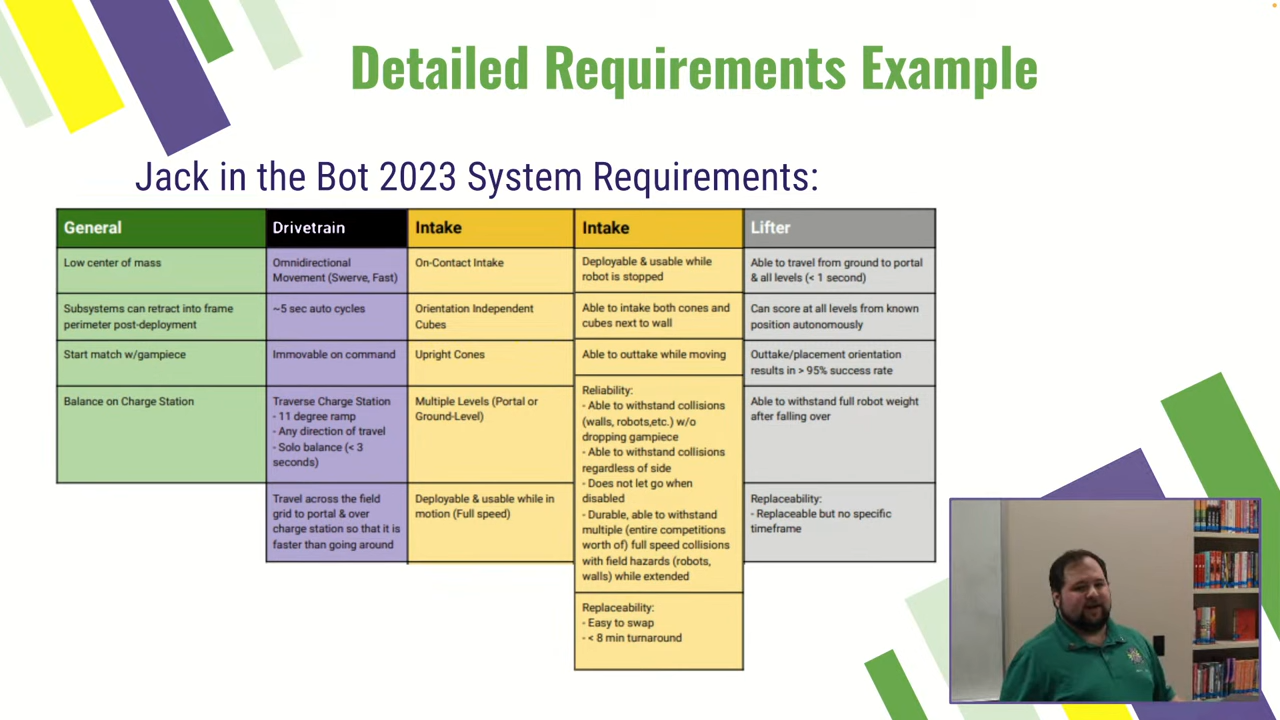 Detailed Requirements Example
Jack in the Bot 2023 System Requirements:
General
Low center of mass
Subsystems can retract into frame
perimeter post-deployment
Start match w/gampiece
Balance on Charge Station
Drivetrain
Omnidirectional
Movement (Swerve, Fast)
~5 sec auto cycles
Immovable on command
Traverse Charge Station
- 11 degree ramp
- Any direction of travel
- Solo balance (< 3
seconds)
Travel across the field
grid to portal & over
charge station so that it is
faster than going around
Intake
On-Contact Intake
Orientation Independent
Cubes
Upright Cones
Multiple Levels (Portal or
Ground-Level)
Deployable & usable while in
motion (Full speed)
Intake
Deployable & usable while
robot is stopped
Able to intake both cones and
cubes next to wall
Able to outtake while moving
Reliability:
- Able to withstand collisions
(walls, robots,etc.) w/o
dropping gampiece
- Able to withstand collisions
regardless of side
- Does not let go when
disabled
- Durable, able to withstand
multiple (entire competitions
worth of) full speed collisions
with field hazards (robots,
walls) while extended
Replaceability:
- Easy to swap
- < 8 min turnaround
Lifter
Able to travel from ground to portal
& all levels (< 1 second)
Can score at all levels from known
position autonomously
Outtake/placement orientation
results in > 95% success rate
Able to withstand full robot weight
after falling over
Replaceability:
- Replaceable but no specific
timeframe